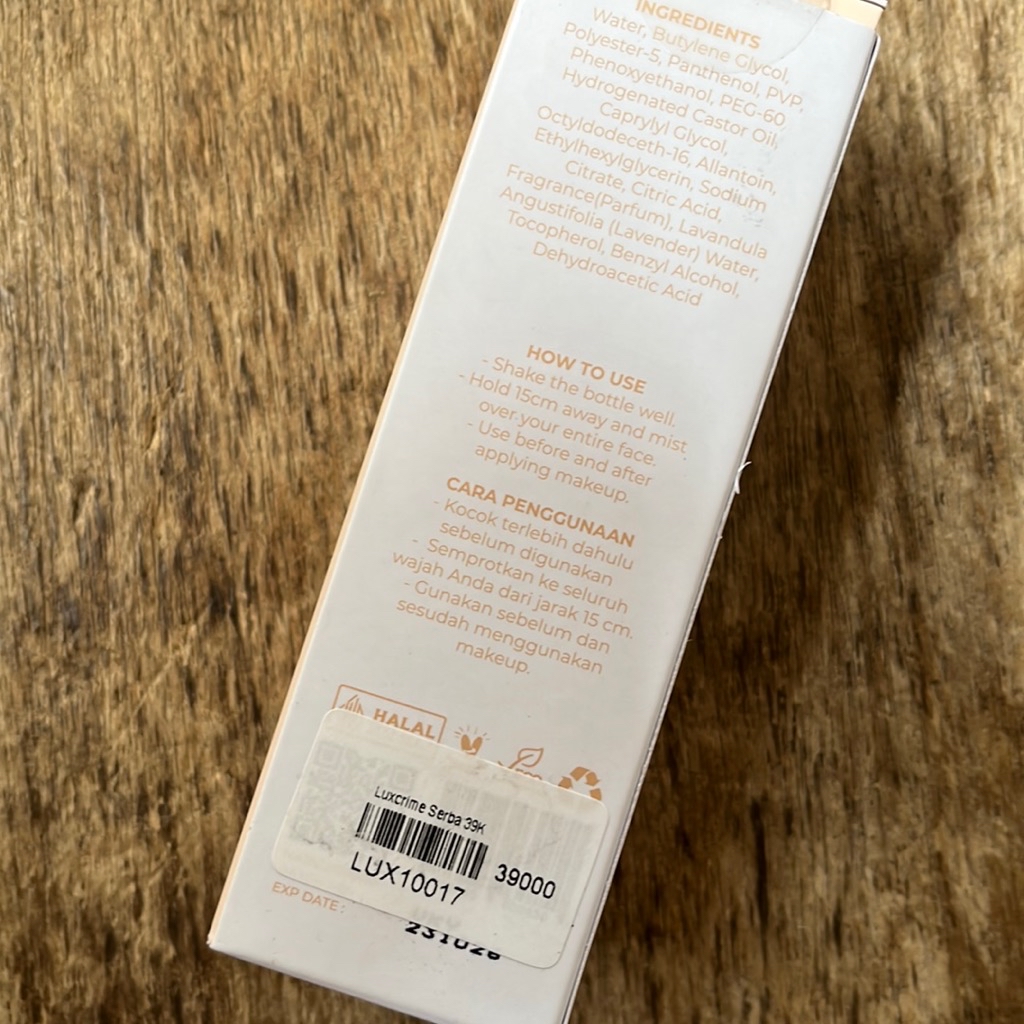 INGREDIENTS
Water, Butylene Glycol,
Polyester-5, Panthenol, PVP,
Phenoxyethanol, PEG-60
Hydrogenated Castor Oil,
Caprylyl Glycol,
Octyldodeceth-16, Allantoin,
Ethylhexylglycerin, Sodium
Citrate, Citric Acid,
Fragrance(Parfum), Lavandula
Angustifolia (Lavender) Water,
Tocopherol, Benzyl Alcohol,
Dehydroacetic Acid
HOW TO USE
- Shake the bottle well.
- Hold 15cm away and mist
over your entire face.
- Use before and after
applying makeup.
CARA PENGGUNAAN
- Kocok terlebih dahulu
sebelum digunakan
- Semprotkan ke seluruh
wajah Anda dari jarak 15 cm.
- Gunakan sebelum dan
sesudah menggunakan
makeup.
HALAL
Luxcrime Serba 39K
39000
LUX10017
EXP DATE :